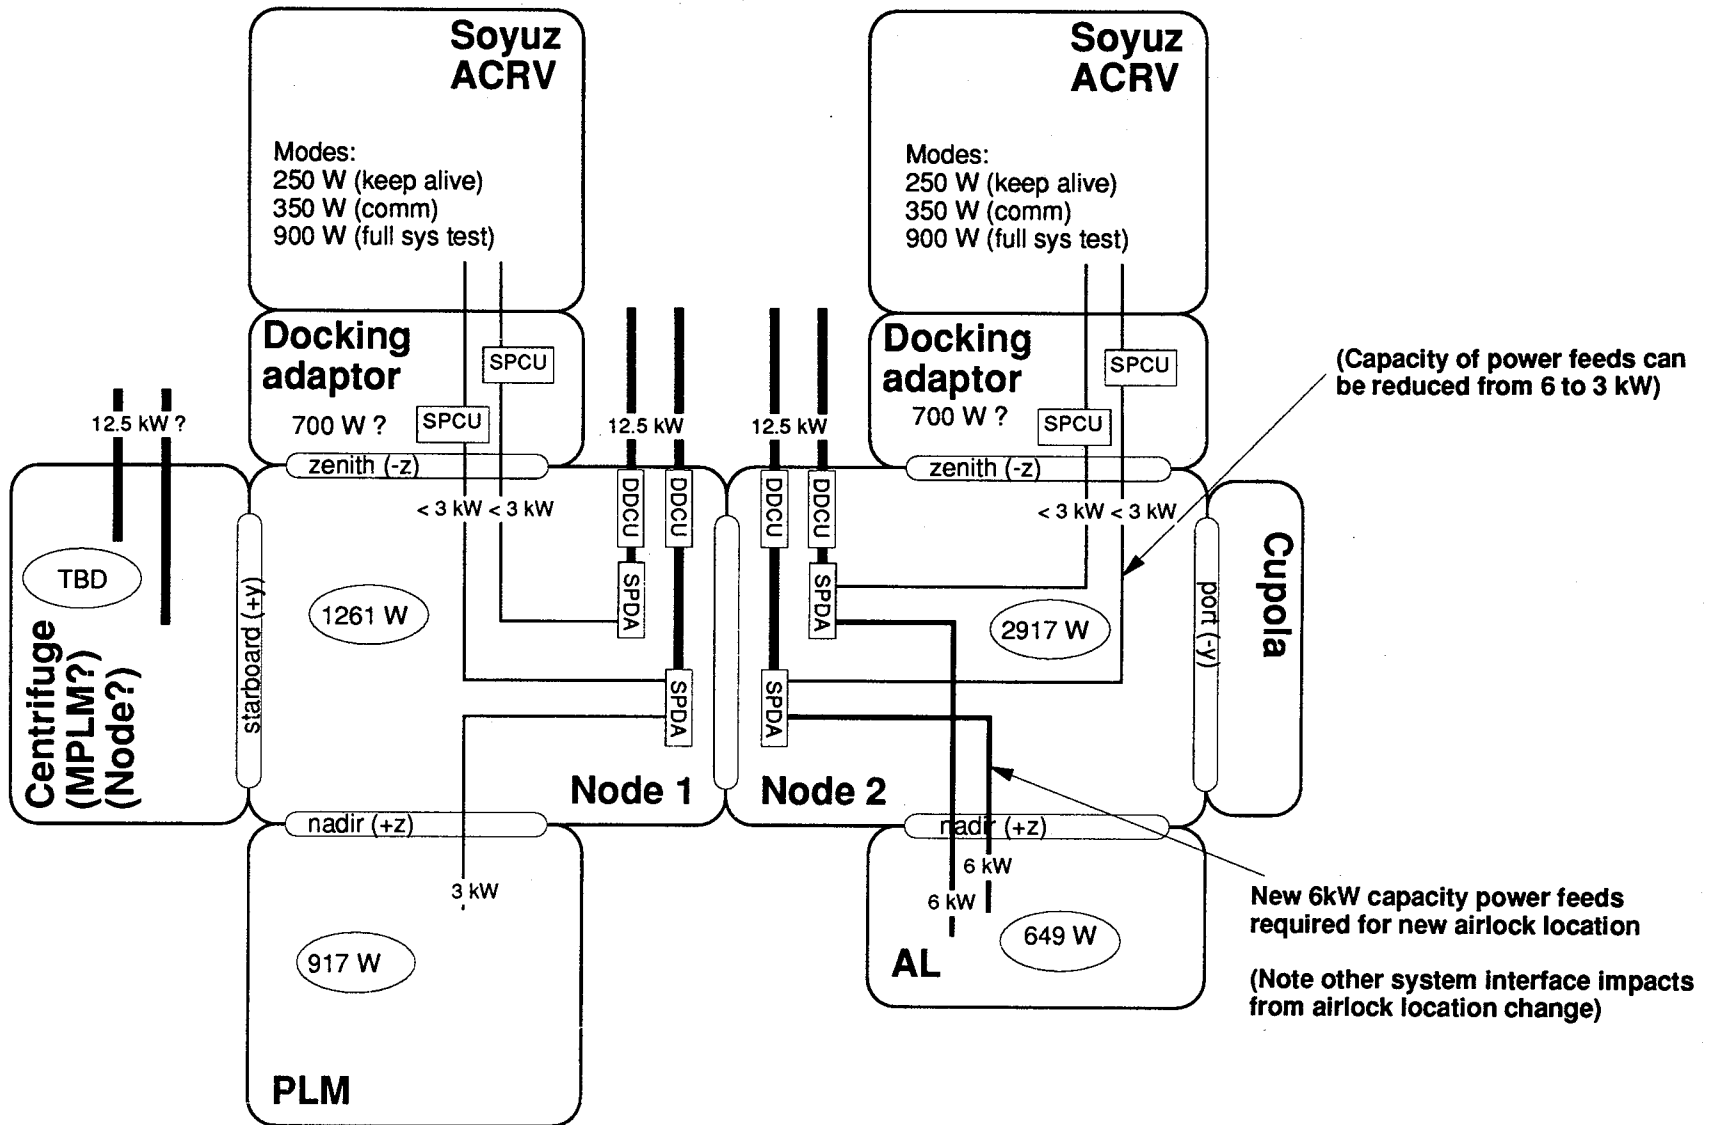 Soyuz
ACRV
Modes:
250 W (keep alive)
350 W (comm)
900 W (full sys test)
Docking
adaptor
700 W ?
SPCU
SPCU
zenith (-z)
< 3 kW < 3 kW
12.5 kW
DDCU
DDCU
SPDA
SPDA
12.5 kW ?
TBD
Centrifuge
(MPLM?)
(Node?)
starboard (+y)
1261 W
Node 1
nadir (+z)
3 kW
917 W
PLM
Soyuz
ACRV
Modes:
250 W (keep alive)
350 W (comm)
900 W (full sys test)
Docking
adaptor
700 W ?
SPCU
SPCU
zenith (-z)
< 3 kW < 3 kW
12.5 kW
DDCU
DDCU
SPDA
SPDA
2917 W
port (-y)
Cupola
Node 2
nadir (+z)
6 kW
6 kW
649 W
AL
(Capacity of power feeds can
be reduced from 6 to 3 kW)
New 6kW capacity power feeds
required for new airlock location
(Note other system interface impacts
from airlock location change)